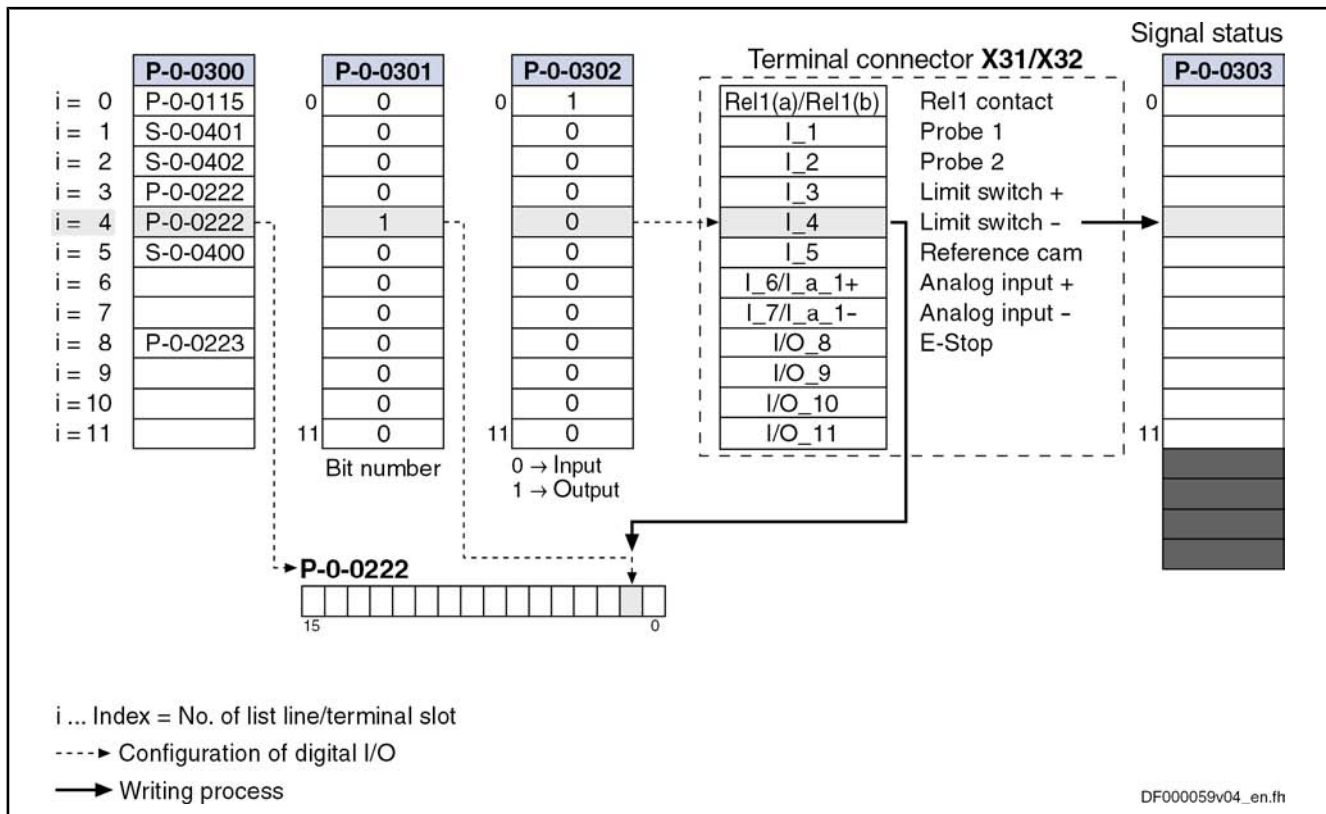 Signal status
Terminal connector X31/X32
P-0-0300 P-0-0301 P-0-0302 P-0-0303
i = 0 P-0-0115 0 0 0 1 Rel1(a)/Rel1(b) Rel1 contact 0
i = 1 S-0-0401 0 0 I_1 Probe 1
i = 2 S-0-0402 0 0 I_2 Probe 2
i = 3 P-0-0222 0 0 I_3 Limit switch +
i = 4 P-0-0222 1 0 I_4 Limit switch –
i = 5 S-0-0400 0 0 I_5 Reference cam
i = 6 0 0 I_6/I_a_1+ Analog input +
i = 7 0 0 I_7/I_a_1– Analog input –
i = 8 P-0-0223 0 0 I/O_8 E-Stop
i = 9 0 0 I/O_9
i = 10 0 0 I/O_10
i = 11 11 0 11 0 I/O_11 11
Bit number 0 → Input
1 → Output
P-0-0222
15 0
i ... Index = No. of list line/terminal slot
Configuration of digital I/O
Writing process
DF000059v04_en.fh